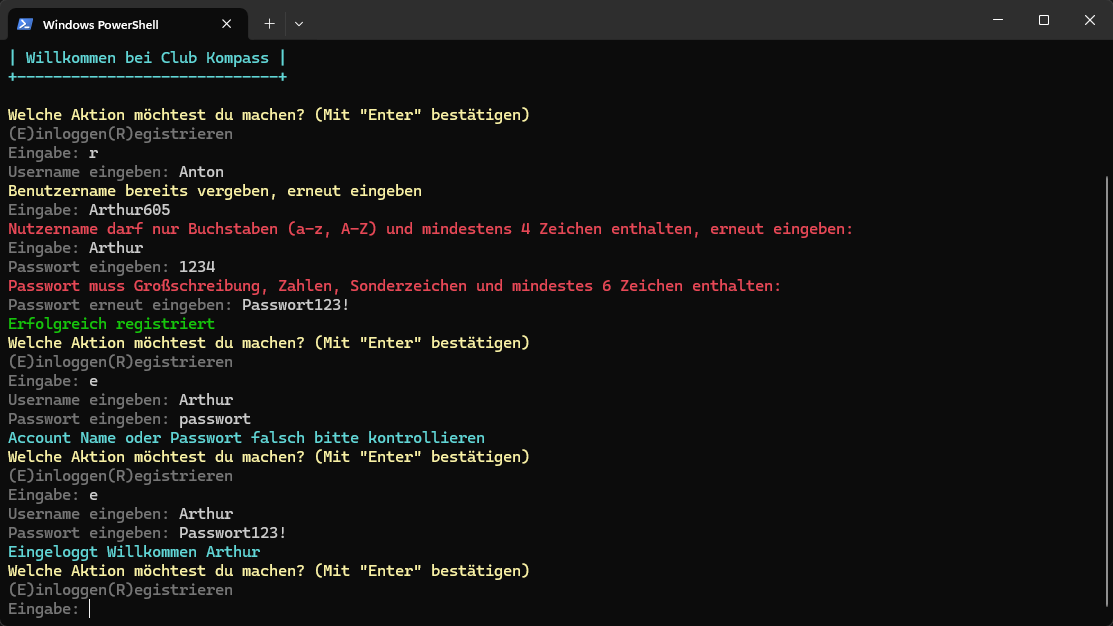 Windows PowerShell
| Willkommen bei Club Kompass |
+-----------------------------+
Welche Aktion möchtest du machen? (Mit "Enter" bestätigen)
(E)inloggen(R)egistrieren
Eingabe: r
Username eingeben: Anton
Benutzername bereits vergeben, erneut eingeben
Eingabe: Arthur605
Nutzername darf nur Buchstaben (a-z, A-Z) und mindestens 4 Zeichen enthalten, erneut eingeben:
Eingabe: Arthur
Passwort eingeben: 1234
Passwort muss Großschreibung, Zahlen, Sonderzeichen und mindestes 6 Zeichen enthalten:
Passwort erneut eingeben: Passwort123!
Erfolgreich registriert
Welche Aktion möchtest du machen? (Mit "Enter" bestätigen)
(E)inloggen(R)egistrieren
Eingabe: e
Username eingeben: Arthur
Passwort eingeben: passwort
Account Name oder Passwort falsch bitte kontrollieren
Welche Aktion möchtest du machen? (Mit "Enter" bestätigen)
(E)inloggen(R)egistrieren
Eingabe: e
Username eingeben: Arthur
Passwort eingeben: Passwort123!
Eingeloggt Willkommen Arthur
Welche Aktion möchtest du machen? (Mit "Enter" bestätigen)
(E)inloggen(R)egistrieren
Eingabe: